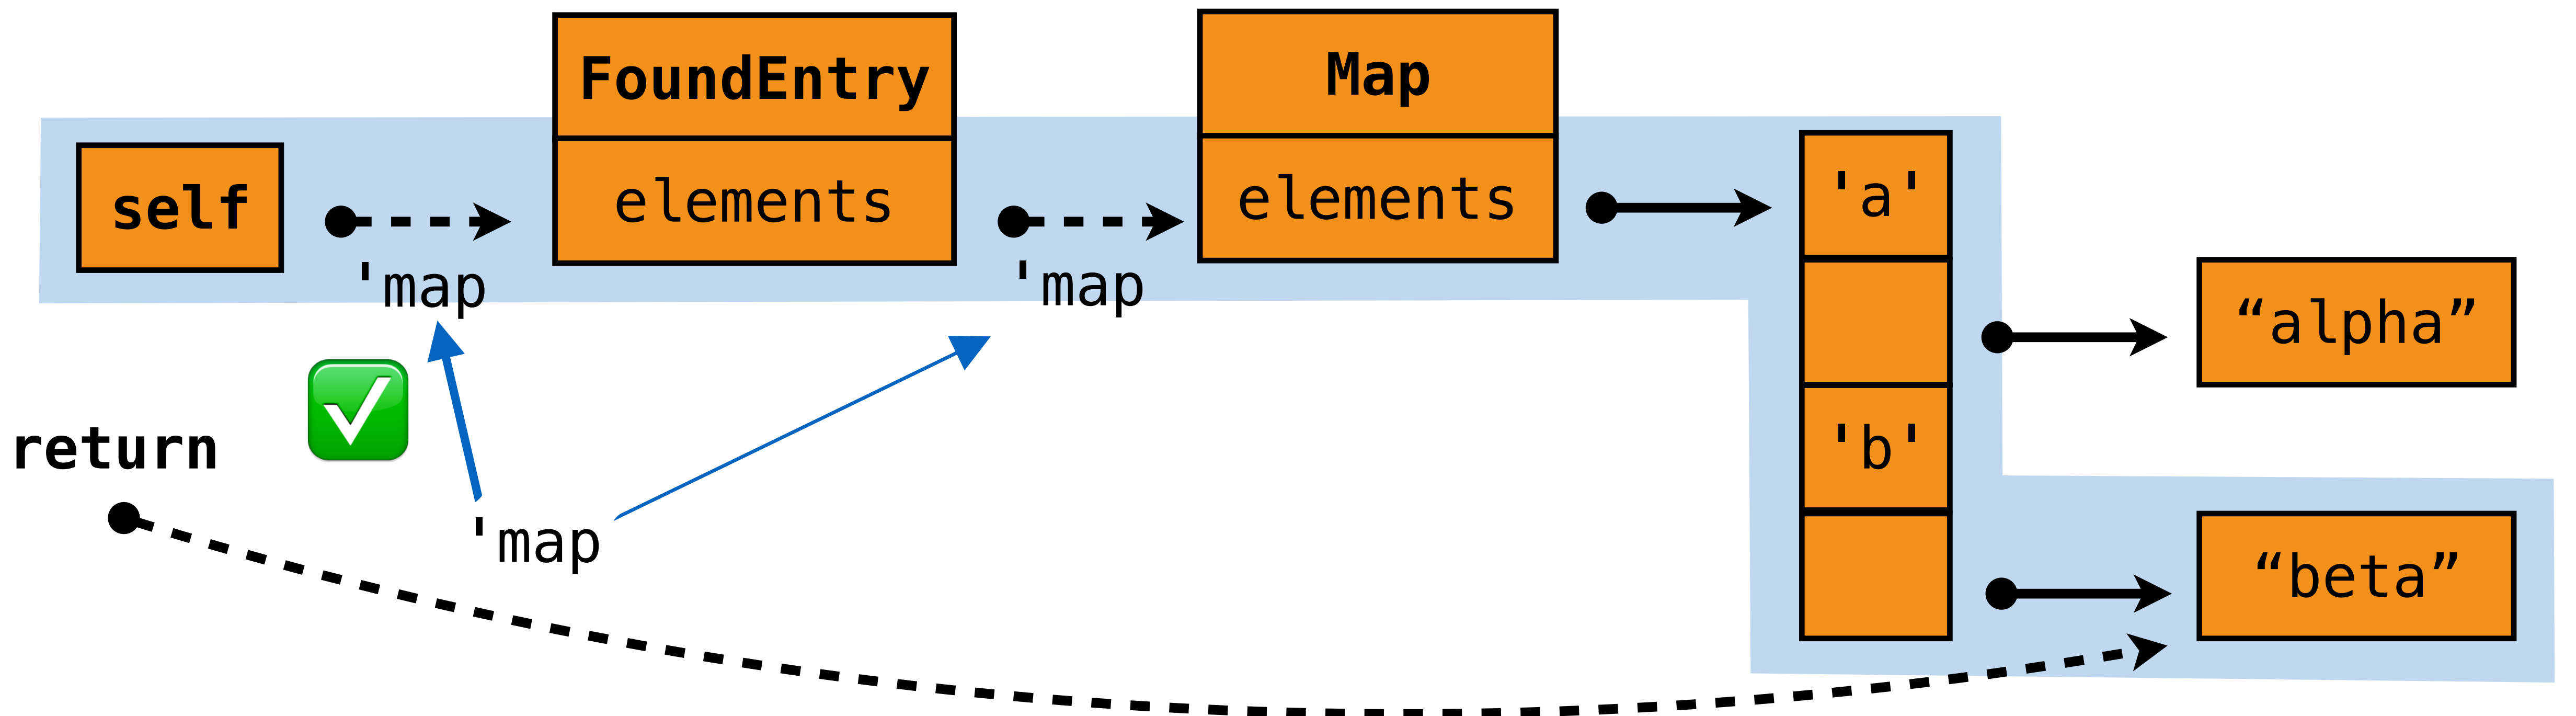 FoundEntry
Map
self
elements
elements
'a'
'map
'map
“alpha”
return
'b'
'map
“beta”